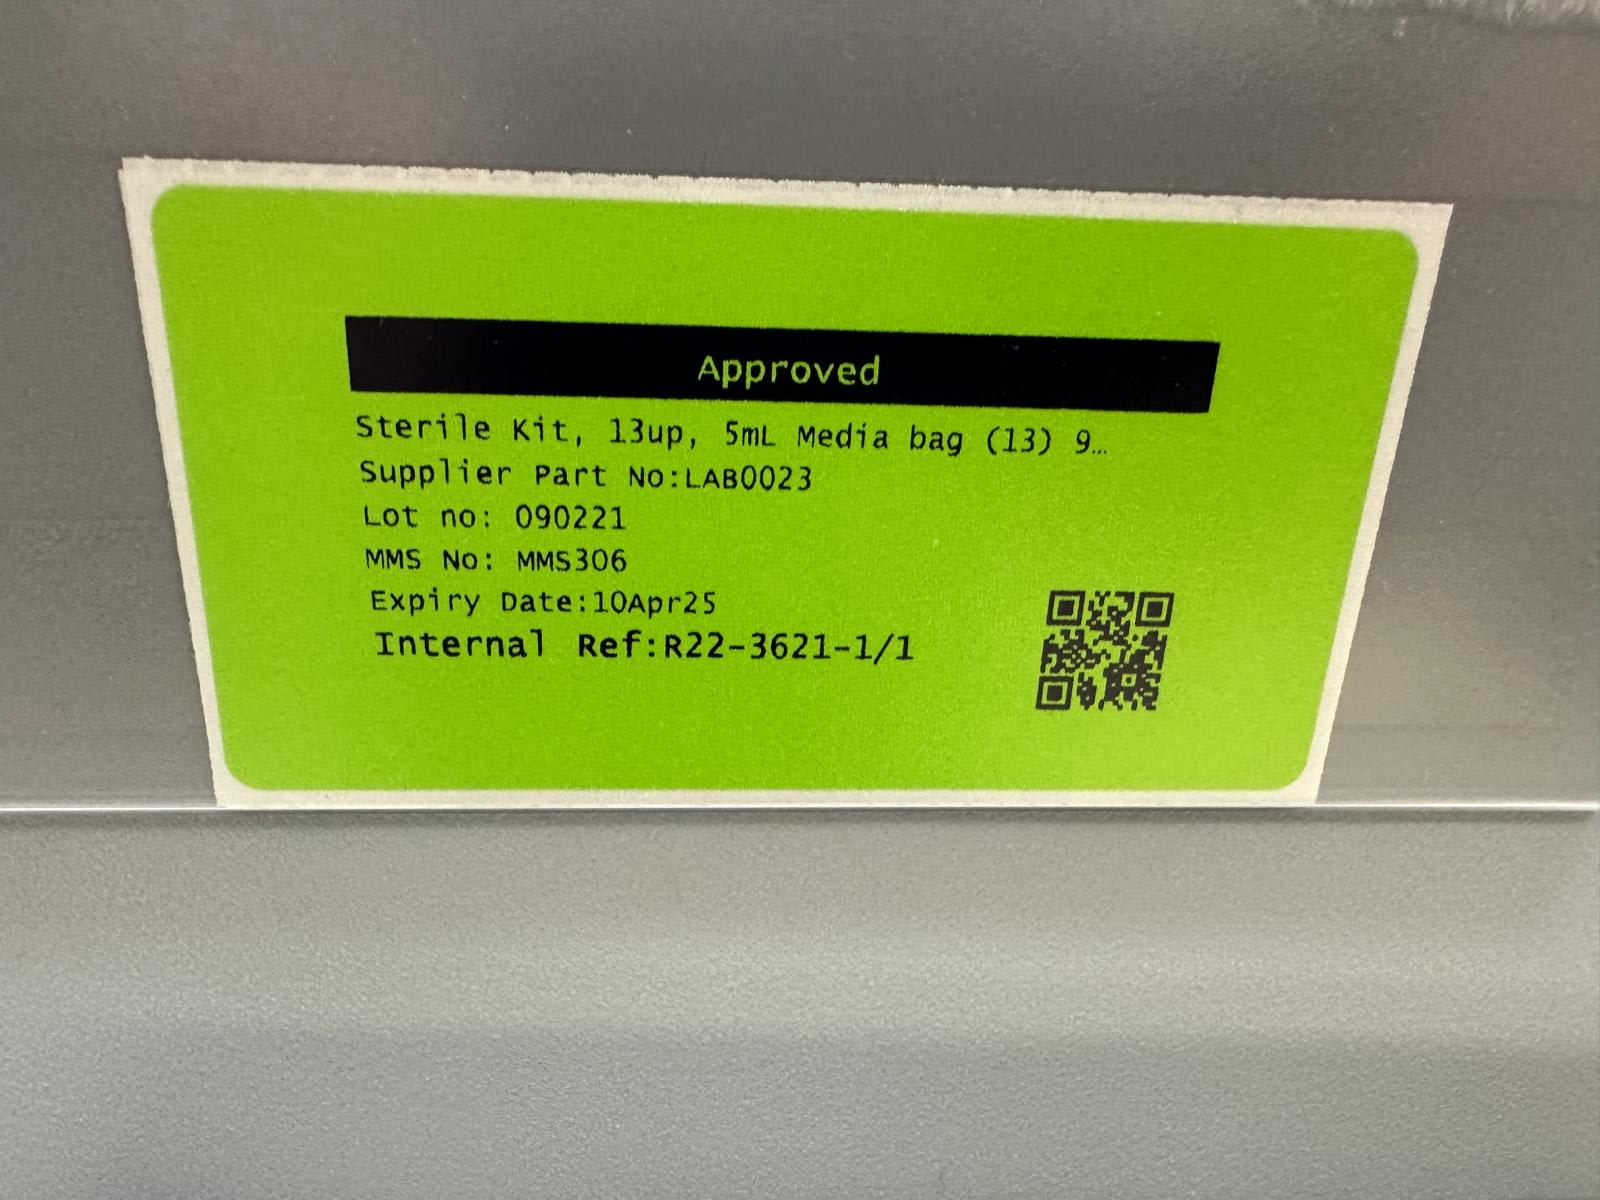 Approved
Sterile Kit, 13up, 5mL Media bag (13) 9…
Supplier Part No:LAB0023
Lot no: 090221
MMS No: MMS306
Expiry Date:10Apr25
Internal Ref:R22-3621-1/1